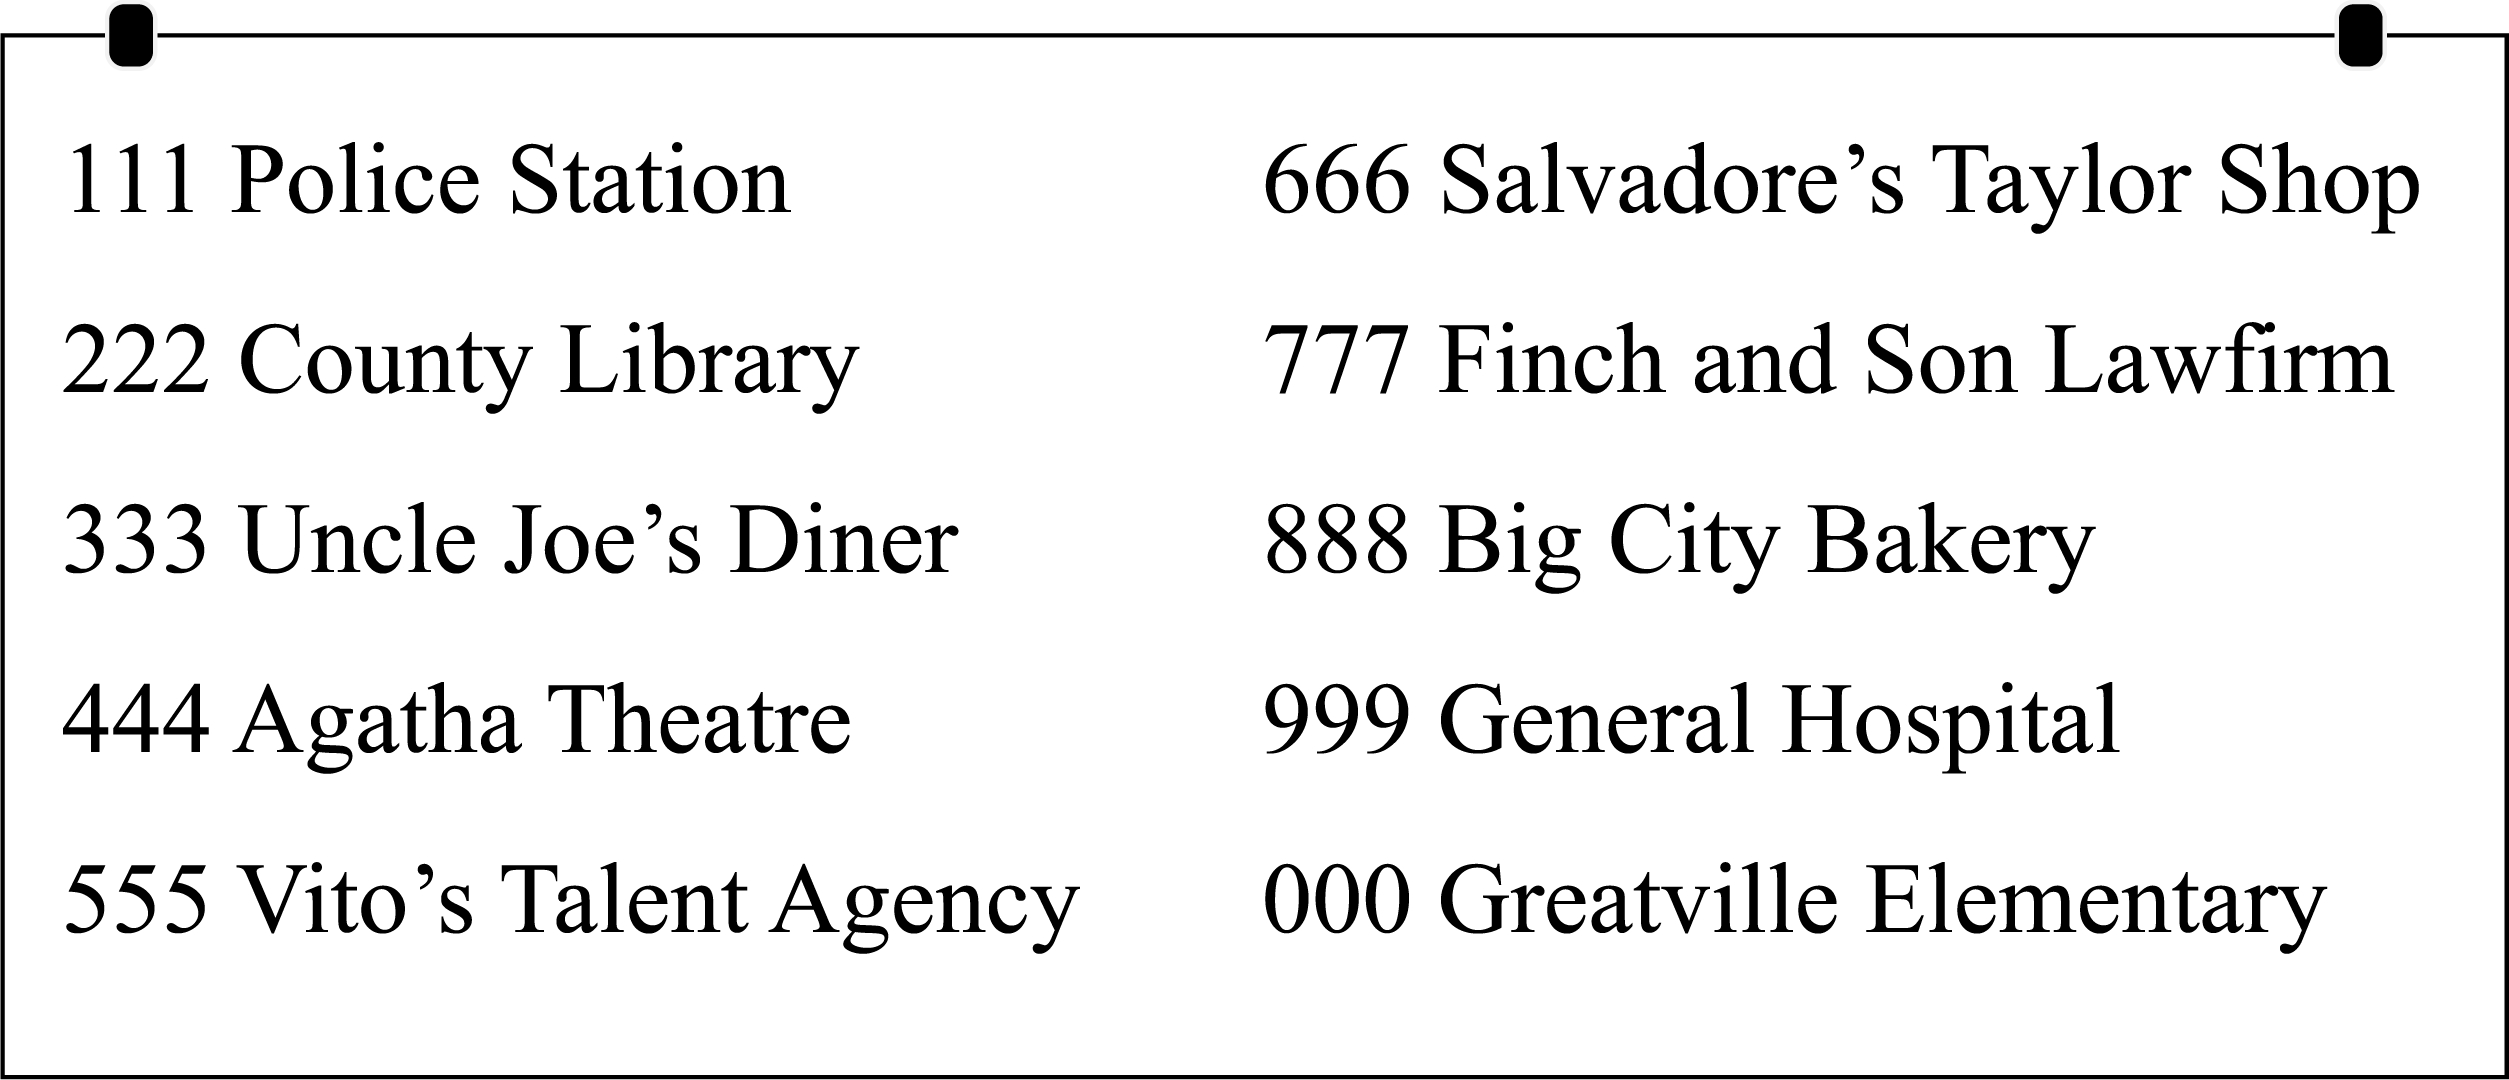 111 Police Station
222 County Library
333 Uncle Joe’s Diner
444 Agatha Theatre
555 Vito’s Talent Agency
666 Salvadore’s Taylor Shop
777 Finch and Son Lawfirm
888 Big City Bakery
999 General Hospital
000 Greatville Elementary